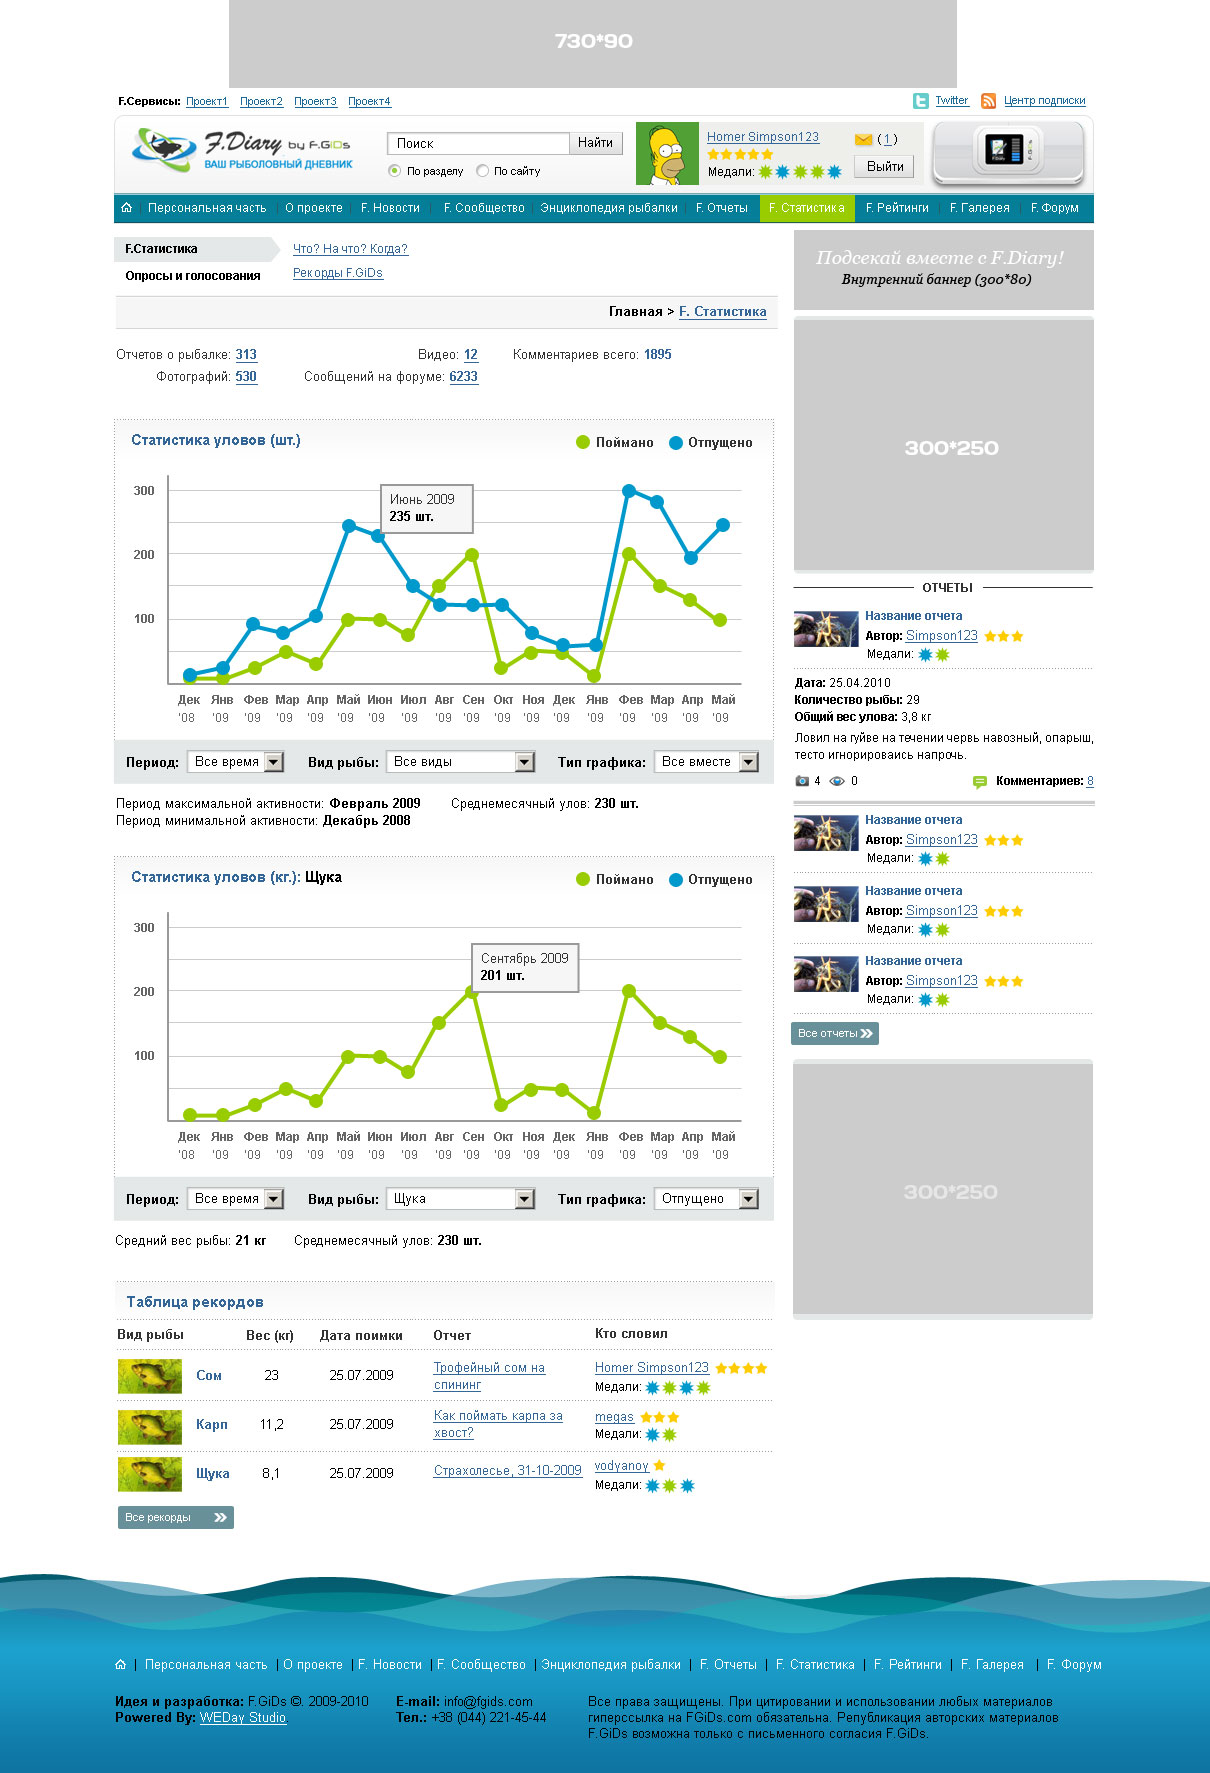 730*90
F.Сервисы: Проект1 Проект2 Проект3 Проект4
Twitter Центр подписки
F.Diary by F.GiDs
ВАШ РЫБОЛОВНЫЙ ДНЕВНИК
Поиск Найти
По разделу По сайту
Homer Simpson123
Медали:
(1)
Выйти
Персональная часть О проекте F. Новости F. Сообщество Энциклопедия рыбалки F. Отчеты F. Статистика F. Рейтинги F. Галерея F. Форум
F.Статистика Что? На что? Когда?
Опросы и голосования Рекорды F.GiDs
Главная > F. Статистика
Отчетов о рыбалке: 313 Видео: 12 Комментариев всего: 1895
Фотографий: 530 Сообщений на форуме: 6233
Статистика уловов (шт.) Поймано Отпущено
Июнь 2009
235 шт.
300
200
100
Дек Янв Фев Мар Апр Май Июн Июл Авг Сен Окт Ноя Дек Янв Фев Мар Апр Май
'08 '09 '09 '09 '09 '09 '09 '09 '09 '09 '09 '09 '09 '09 '09 '09 '09 '09
Период: Все время Вид рыбы: Все виды Тип графика: Все вместе
Период максимальной активности: Февраль 2009 Среднемесячный улов: 230 шт.
Период минимальной активности: Декабрь 2008
Статистика уловов (кг.): Щука Поймано Отпущено
Сентябрь 2009
201 шт.
300
200
100
Дек Янв Фев Мар Апр Май Июн Июл Авг Сен Окт Ноя Дек Янв Фев Мар Апр Май
'08 '09 '09 '09 '09 '09 '09 '09 '09 '09 '09 '09 '09 '09 '09 '09 '09 '09
Период: Все время Вид рыбы: Щука Тип графика: Отпущено
Средний вес рыбы: 21 кг Среднемесячный улов: 230 шт.
Таблица рекордов
Вид рыбы Вес (кг) Дата поимки Отчет Кто словил
Сом 23 25.07.2009 Трофейный сом на
спининг
Homer Simpson123
Медали:
Карп 11,2 25.07.2009 Как поймать карпа за
хвост?
megas
Медали:
Щука 8,1 25.07.2009 Страхолесье, 31-10-2009
vodyanoy
Медали:
Все рекорды
Подсекай вместе с F.Diary!
Внутренний баннер (300*80)
300*250
ОТЧЕТЫ
Название отчета
Автор: Simpson123
Медали:
Дата: 25.04.2010
Количество рыбы: 29
Общий вес улова: 3,8 кг
Ловил на гуйве на течении червь навозный, опарыш,
тесто игнорироваись напрочь.
4 0 Комментариев: 8
Название отчета
Автор: Simpson123
Медали:
Название отчета
Автор: Simpson123
Медали:
Название отчета
Автор: Simpson123
Медали:
Все отчеты
300*250
Персональная часть | О проекте | F. Новости | F. Сообщество | Энциклопедия рыбалки | F. Отчеты | F. Статистика | F. Рейтинги | F. Галерея | F. Форум
Идея и разработка: F.GiDs ©. 2009-2010
Powered By: WEDay Studio
E-mail: info@fgids.com
Тел.: +38 (044) 221-45-44
Все права защищены. При цитировании и использовании любых материалов
гиперссылка на FGiDs.com обязательна. Републикация авторских материалов
F.GiDs возможна только с письменного согласия F.GiDs.